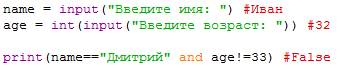 name = input("Введите имя: ") #Иван
age = int(input("Введите возраст: ")) #32
print(name=="Дмитрий" and age!=33) #False